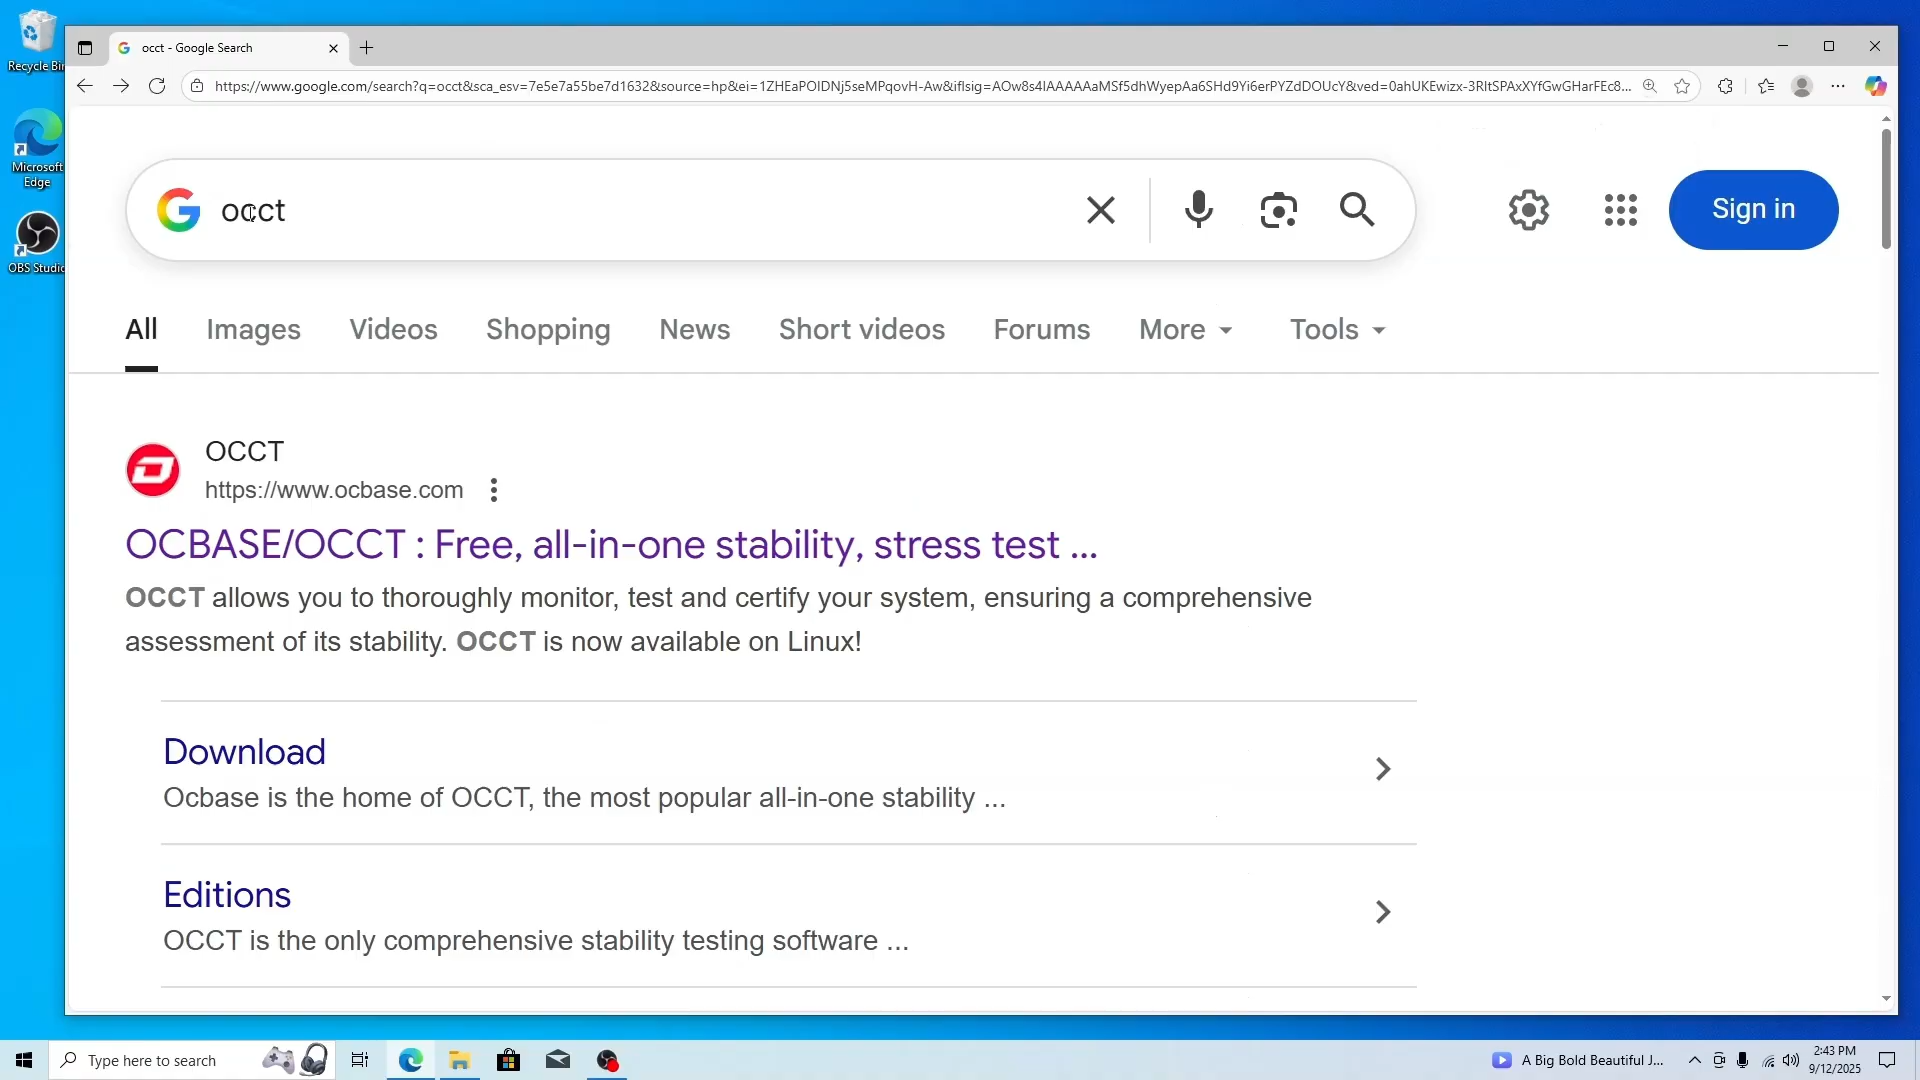 Recycle Bin
Microsoft Edge
OBS Studio
occt - Google Search
https://www.google.com/search?q=occt&sca_esv=7e5e7a55be7d1632&source=hp&ei=1ZHEaPOIDNj5seMPqovH-Aw&iflsig=AOw8s4IAAAAAaMSf5dhWyepAa6SHd9Yi6erPYZdDOUcY&ved=0ahUKEwizx-3RItSPAxXYfGwGHarFEc8...
occt
Sign in
All Images Videos Shopping News Short videos Forums More Tools
OCCT
https://www.ocbase.com
OCBASE/OCCT : Free, all-in-one stability, stress test ...
OCCT allows you to thoroughly monitor, test and certify your system, ensuring a comprehensive
assessment of its stability. OCCT is now available on Linux!
Download
Ocbase is the home of OCCT, the most popular all-in-one stability ...
Editions
OCCT is the only comprehensive stability testing software ...
Type here to search
A Big Bold Beautiful J...
2:43 PM
9/12/2025